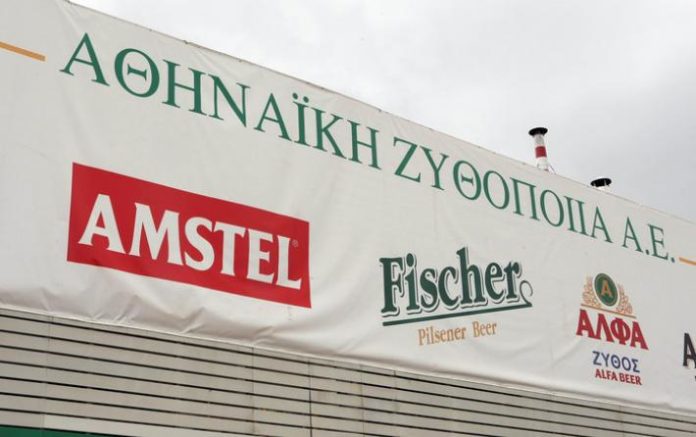 ΑΘΗΝΑΪΚΗ ΖΥΘΟΠΟΙΙΑ Α.Ε.
AMSTEL®
Fischer
Pilsener Beer
Α
ΑΛΦΑ
ΖΥΘΟΣ
ALFA BEER